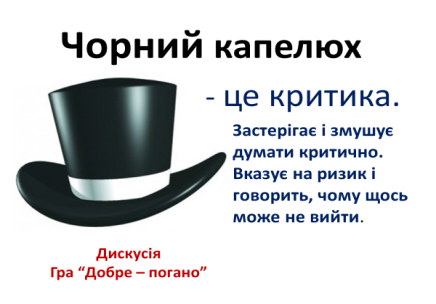 Чорний капелюх
- це критика.
Застерігає і змушує
думати критично.
Вказує на ризик і
говорить, чому щось
може не вийти.
Дискусія
Гра “Добре – погано”